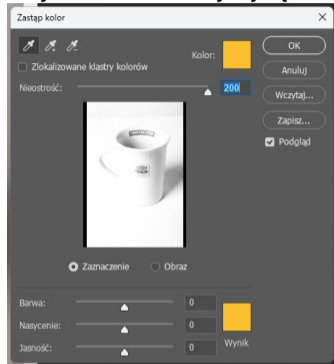 Zastąp kolor
Kolor:
OK
Zlokalizowane klastry kolorów
Anuluj
Nieostrość:
200
Wczytaj...
Zapisz...
Podgląd
Zaznaczenie
Obraz
Barwa:
0
Nasycenie:
0
Wynik
Jasność:
0